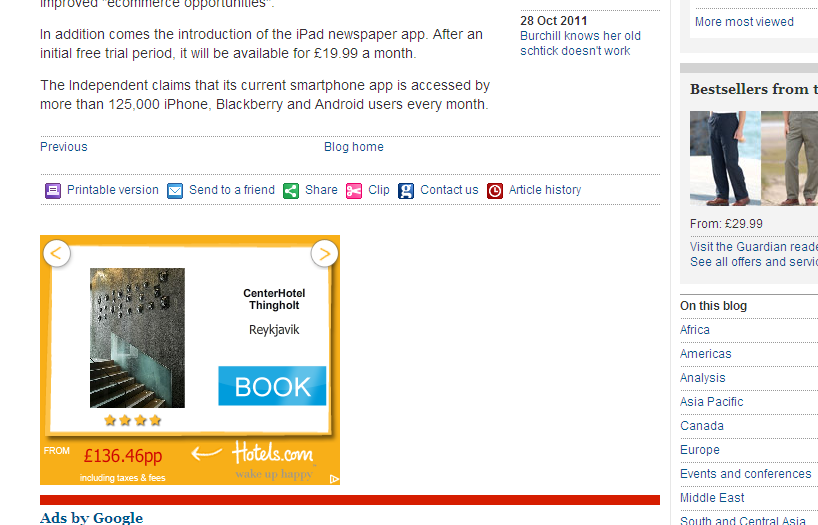 improved "ecommerce opportunities".
In addition comes the introduction of the iPad newspaper app. After an
initial free trial period, it will be available for £19.99 a month.
The Independent claims that its current smartphone app is accessed by
more than 125,000 iPhone, Blackberry and Android users every month.
28 Oct 2011
Burchill knows her old
schtick doesn't work
Previous
Blog home
Printable version
Send to a friend
Share
Clip
g
Contact us
Article history
CenterHotel
Thingholt
Reykjavik
BOOK
FROM
£136.46pp
including taxes & fees
Hotels.com
wake up happy
Ads by Google
More most viewed
Bestsellers from t
From: £29.99
Visit the Guardian reade
See all offers and servic
On this blog
Africa
Americas
Analysis
Asia Pacific
Canada
Europe
Events and conferences
Middle East
South and Central Asia